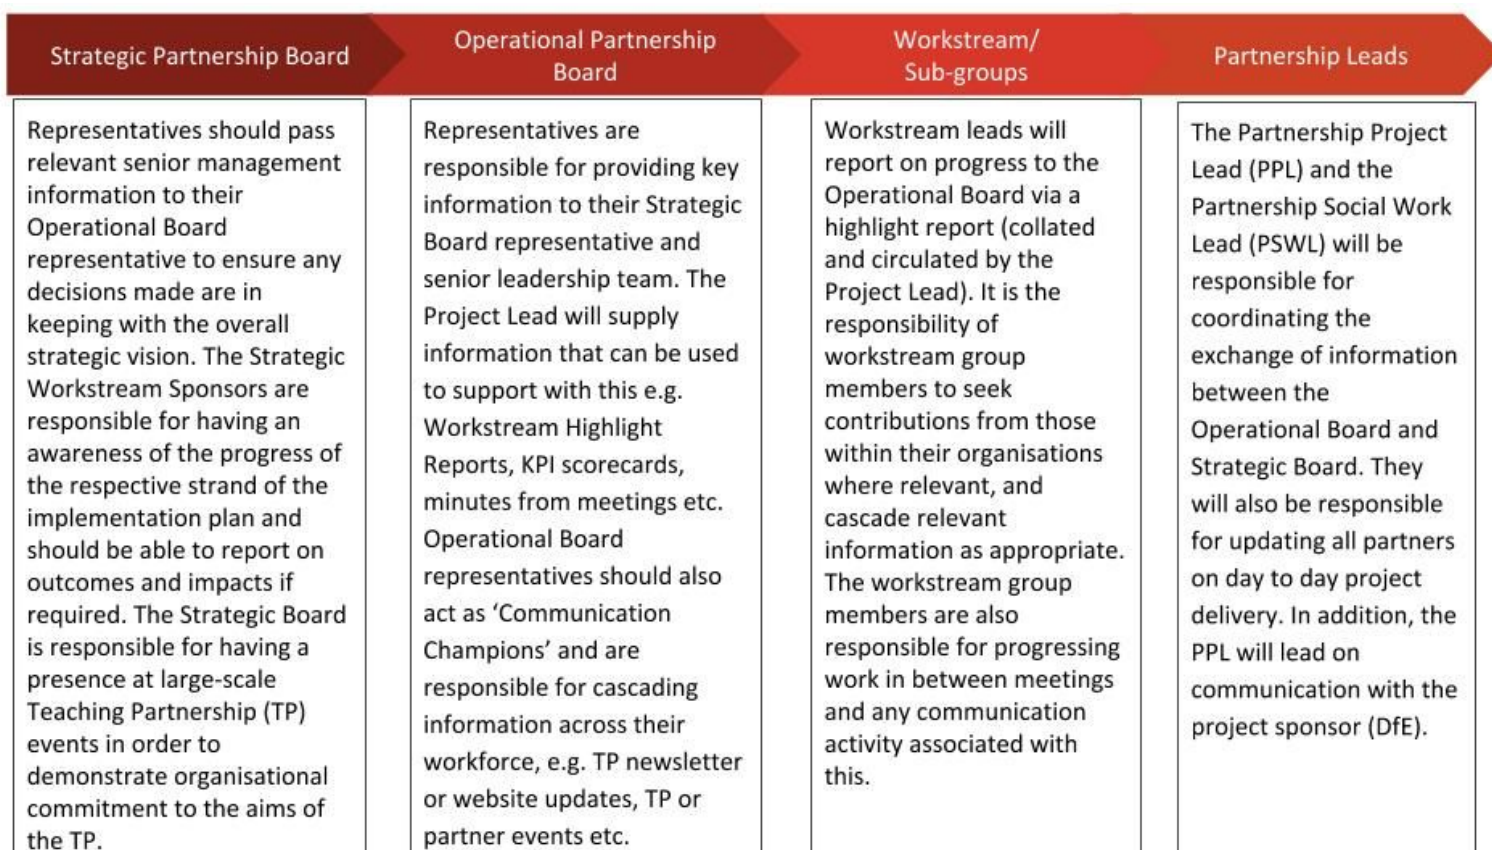 Strategic Partnership Board
Operational Partnership
Board
Workstream/
Sub-groups
Partnership Leads
Representatives should pass
relevant senior management
information to their
Operational Board
representative to ensure any
decisions made are in
keeping with the overall
strategic vision. The Strategic
Workstream Sponsors are
responsible for having an
awareness of the progress of
the respective strand of the
implementation plan and
should be able to report on
outcomes and impacts if
required. The Strategic Board
is responsible for having a
presence at large-scale
Teaching Partnership (TP)
events in order to
demonstrate organisational
commitment to the aims of
the TP.
Representatives are
responsible for providing key
information to their Strategic
Board representative and
senior leadership team. The
Project Lead will supply
information that can be used
to support with this e.g.
Workstream Highlight
Reports, KPI scorecards,
minutes from meetings etc.
Operational Board
representatives should also
act as ‘Communication
Champions’ and are
responsible for cascading
information across their
workforce, e.g. TP newsletter
or website updates, TP or
partner events etc.
Workstream leads will
report on progress to the
Operational Board via a
highlight report (collated
and circulated by the
Project Lead). It is the
responsibility of
workstream group
members to seek
contributions from those
within their organisations
where relevant, and
cascade relevant
information as appropriate.
The workstream group
members are also
responsible for progressing
work in between meetings
and any communication
activity associated with
this.
The Partnership Project
Lead (PPL) and the
Partnership Social Work
Lead (PSWL) will be
responsible for
coordinating the
exchange of information
between the
Operational Board and
Strategic Board. They
will also be responsible
for updating all partners
on day to day project
delivery. In addition, the
PPL will lead on
communication with the
project sponsor (DfE).